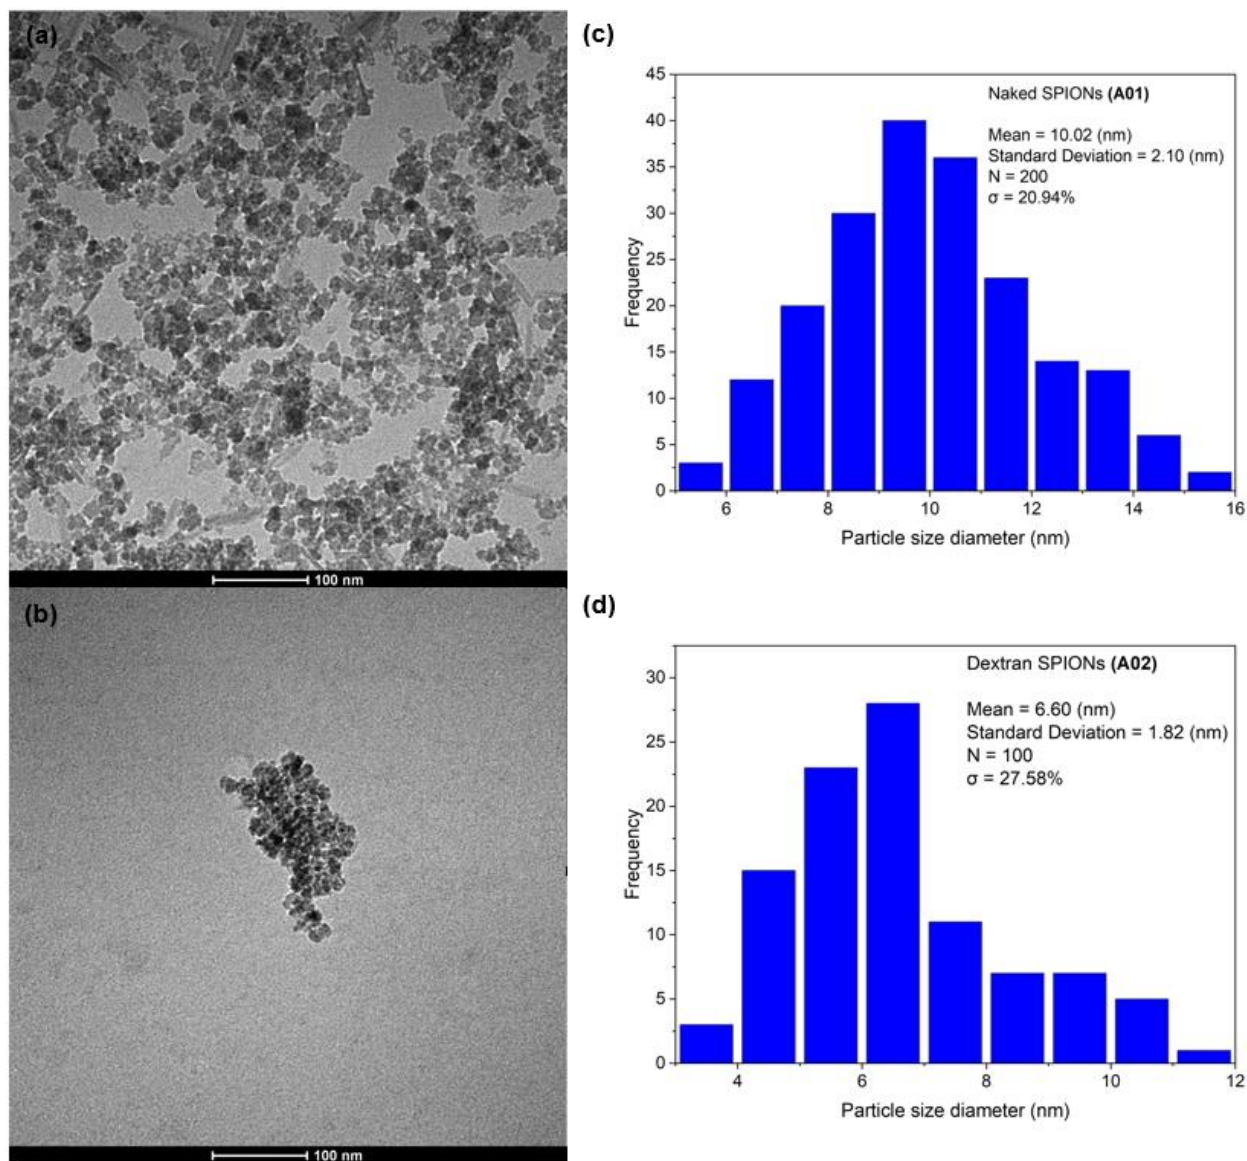 (a)
100 nm
(b)
100 nm
(c)
45
40
35
30
25
20
15
10
5
0
Frequency
Naked SPIONs (A01)
Mean = 10.02 (nm)
Standard Deviation = 2.10 (nm)
N = 200
σ = 20.94%
6 8 10 12 14 16
Particle size diameter (nm)
(d)
30
25
20
15
10
5
0
Frequency
Dextran SPIONs (A02)
Mean = 6.60 (nm)
Standard Deviation = 1.82 (nm)
N = 100
σ = 27.58%
4 6 8 10 12
Particle size diameter (nm)